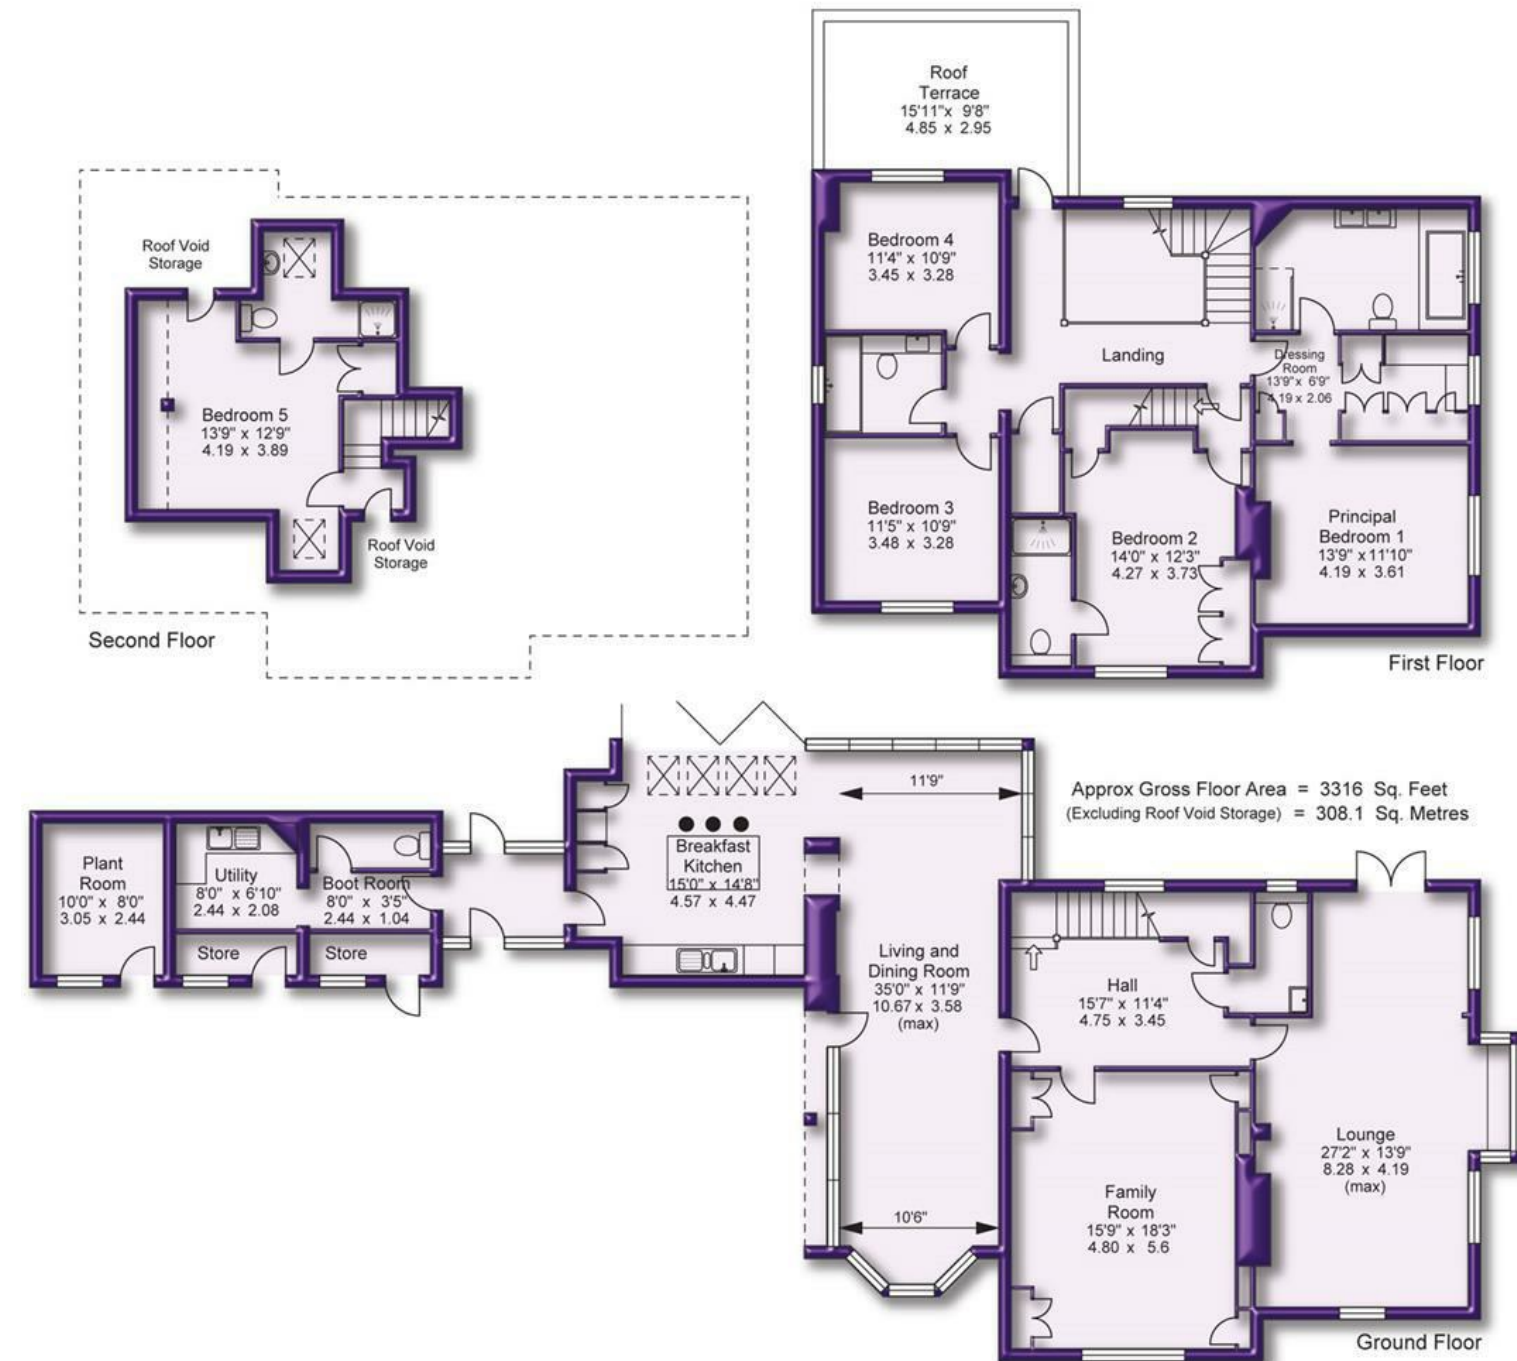 Roof
Terrace
15'11"x 9'8"
4.85 x 2.95
Roof Void
Storage
Bedroom 5
13'9" x 12'9"
4.19 x 3.89
Roof Void
Storage
Second Floor
Bedroom 4
11'4" x 10'9"
3.45 x 3.28
Landing
Dressing
Room
13'9"x 6'9"
4.19 x 2.06
Bedroom 3
11'5" x 10'9"
3.48 x 3.28
Bedroom 2
14'0" x 12'3"
4.27 x 3.73
Principal
Bedroom 1
13'9" x 11'10"
4.19 x 3.61
First Floor
Approx Gross Floor Area = 3316 Sq. Feet
(Excluding Roof Void Storage) = 308.1 Sq. Metres
Plant
Room
10'0" x 8'0"
3.05 x 2.44
Utility
8'0" x 6'10"
2.44 x 2.08
Boot Room
8'0" x 3'5"
2.44 x 1.04
Store
Store
Breakfast
Kitchen
15'0" x 14'8"
4.57 x 4.47
11'9"
Living and
Dining Room
35'0" x 11'9"
10.67 x 3.58
(max)
10'6"
Hall
15'7" x 11'4"
4.75 x 3.45
Family
Room
15'9" x 18'3"
4.80 x 5.6
Lounge
27'2" x 13'9"
8.28 x 4.19
(max)
Ground Floor